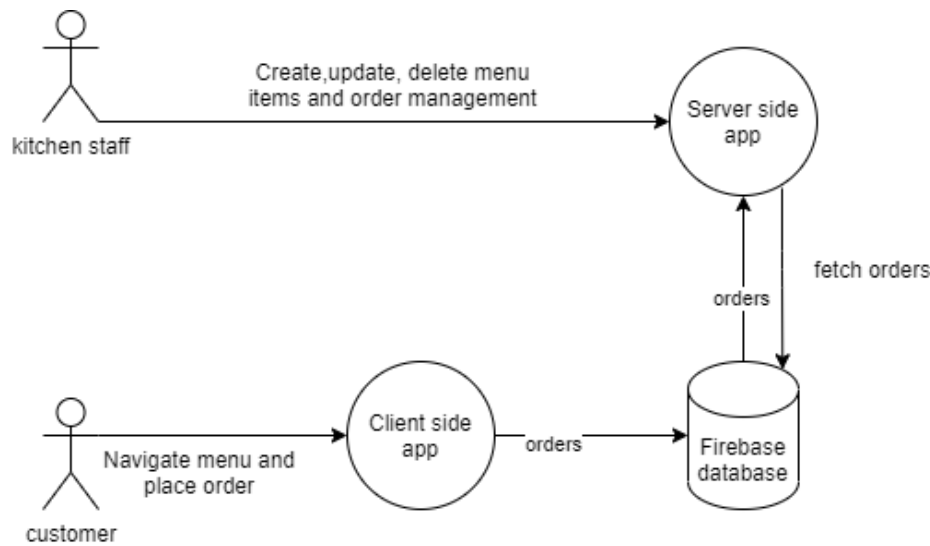 Create,update, delete menu
items and order management
Server side
app
kitchen staff
fetch orders
orders
Client side
app
orders
Firebase
database
Navigate menu and
place order
customer